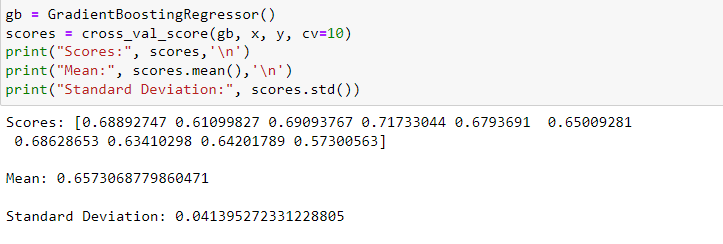 gb = GradientBoostingRegressor()
scores = cross_val_score(gb, x, y, cv=10)
print("Scores:", scores,'\n')
print("Mean:", scores.mean(),'\n')
print("Standard Deviation:", scores.std())
Scores: [0.68892747 0.61099827 0.69093767 0.71733044 0.6793691  0.65009281
 0.68628653 0.63410298 0.64201789 0.57300563]
Mean: 0.6573068779860471
Standard Deviation: 0.041395272331228805